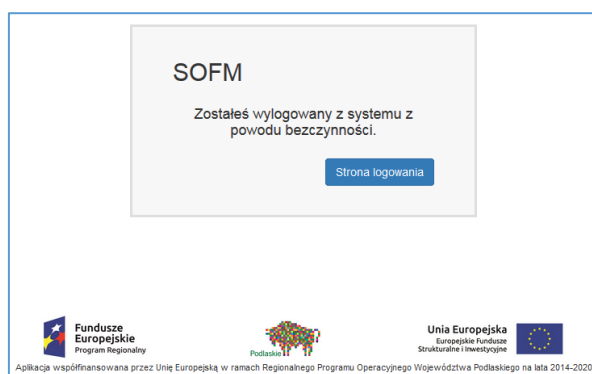 SOFM
Zostałeś wylogowany z systemu z
powodu bezczynności.
Strona logowania
Fundusze
Europejskie
Program Regionalny
Podlaskie
Unia Europejska
Europejskie Fundusze
Strukturalne i Inwestycyjne
Aplikacja współfinansowana przez Unię Europejską w ramach Regionalnego Programu Operacyjnego Województwa Podlaskiego na lata 2014-2020